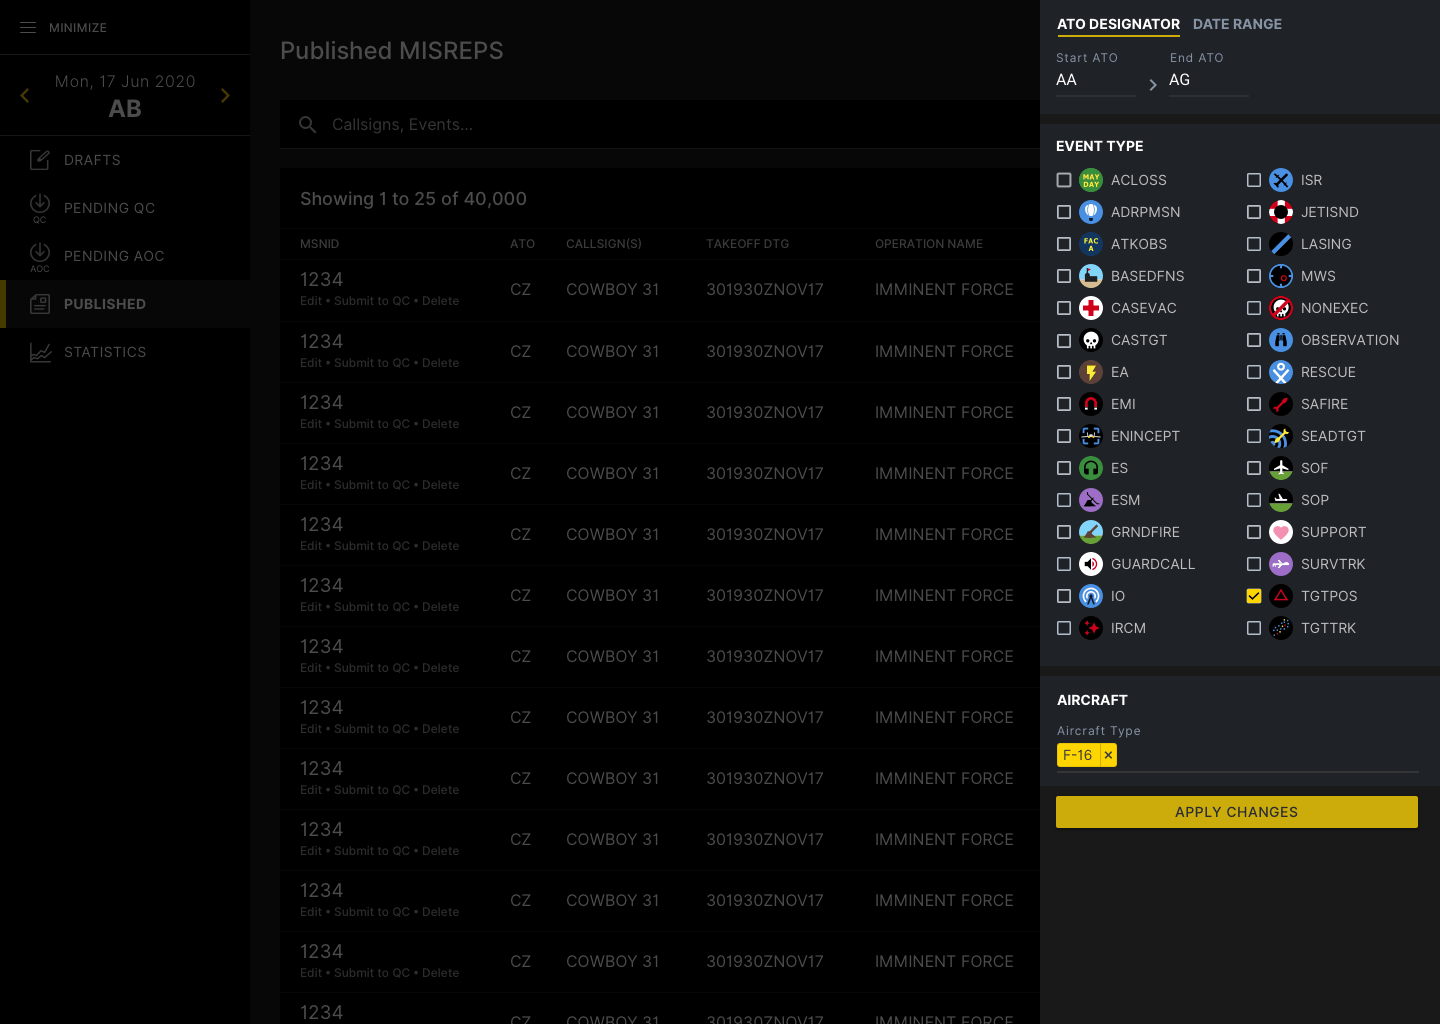 MINIMIZE
Mon, 17 Jun 2020
AB
DRAFTS
QC
PENDING QC
AOC
PENDING AOC
PUBLISHED
STATISTICS
Published MISREPS
Callsigns, Events...
Showing 1 to 25 of 40,000
MSNID ATO CALLSIGN(S) TAKEOFF DTG OPERATION NAME
1234
Edit • Submit to QC • Delete
CZ COWBOY 31 301930ZNOV17 IMMINENT FORCE
1234
Edit • Submit to QC • Delete
CZ COWBOY 31 301930ZNOV17 IMMINENT FORCE
1234
Edit • Submit to QC • Delete
CZ COWBOY 31 301930ZNOV17 IMMINENT FORCE
1234
Edit • Submit to QC • Delete
CZ COWBOY 31 301930ZNOV17 IMMINENT FORCE
1234
Edit • Submit to QC • Delete
CZ COWBOY 31 301930ZNOV17 IMMINENT FORCE
1234
Edit • Submit to QC • Delete
CZ COWBOY 31 301930ZNOV17 IMMINENT FORCE
1234
Edit • Submit to QC • Delete
CZ COWBOY 31 301930ZNOV17 IMMINENT FORCE
1234
Edit • Submit to QC • Delete
CZ COWBOY 31 301930ZNOV17 IMMINENT FORCE
1234
Edit • Submit to QC • Delete
CZ COWBOY 31 301930ZNOV17 IMMINENT FORCE
1234
Edit • Submit to QC • Delete
CZ COWBOY 31 301930ZNOV17 IMMINENT FORCE
1234
Edit • Submit to QC • Delete
CZ COWBOY 31 301930ZNOV17 IMMINENT FORCE
1234
Edit • Submit to QC • Delete
CZ COWBOY 31 301930ZNOV17 IMMINENT FORCE
1234
CZ COWBOY 31 301930ZNOV17 IMMINENT FORCE
ATO DESIGNATOR DATE RANGE
Start ATO End ATO
AA AG
EVENT TYPE
MAY
DAY
ACLOSS
ADRPMSN
FAC
A
ATKOBS
BASEDFNS
CASEVAC
CASTGT
EA
EMI
ENINCEPT
ES
ESM
GRNDFIRE
GUARDCALL
IO
IRCM
ISR
JETISND
LASING
MWS
NONEXEC
OBSERVATION
RESCUE
SAFIRE
SEADTGT
SOF
SOP
SUPPORT
SURVTRK
TGTPOS
TGTTRK
AIRCRAFT
Aircraft Type
F-16
APPLY CHANGES